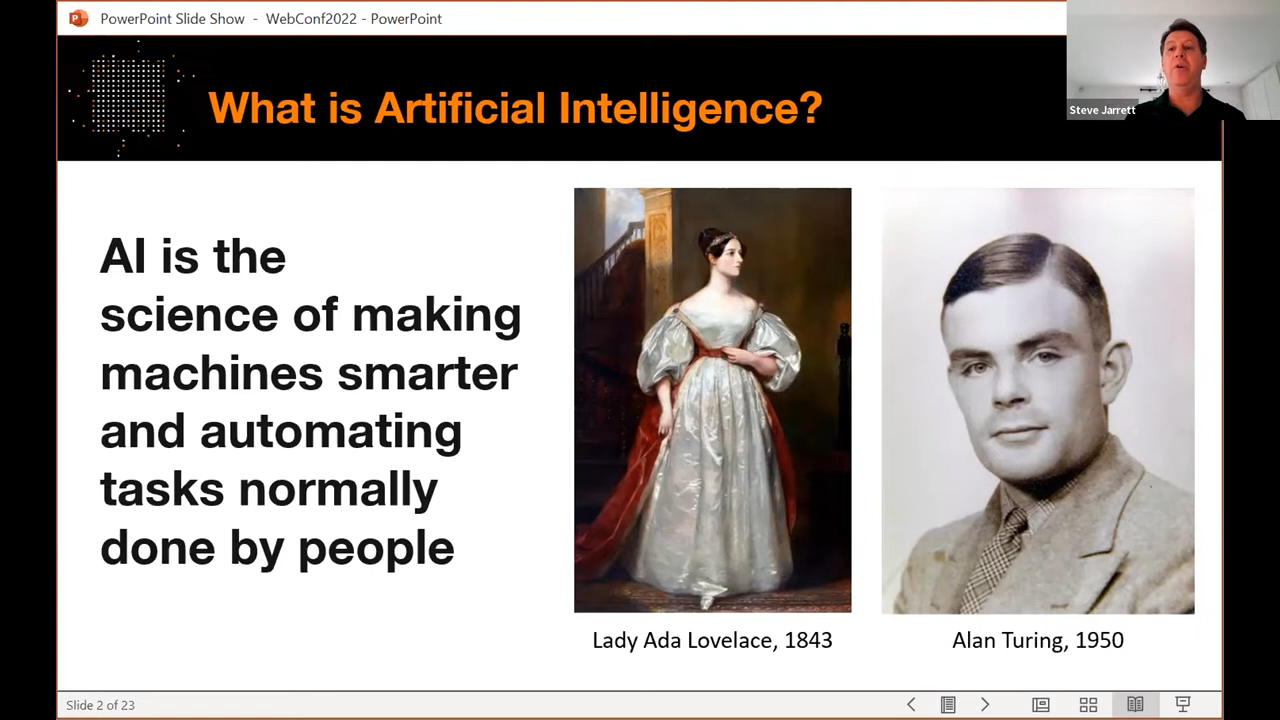 PowerPoint Slide Show - WebConf2022 - PowerPoint
Steve Jarrett
What is Artificial Intelligence?
AI is the
science of making
machines smarter
and automating
tasks normally
done by people
Lady Ada Lovelace, 1843
Alan Turing, 1950
Slide 2 of 23